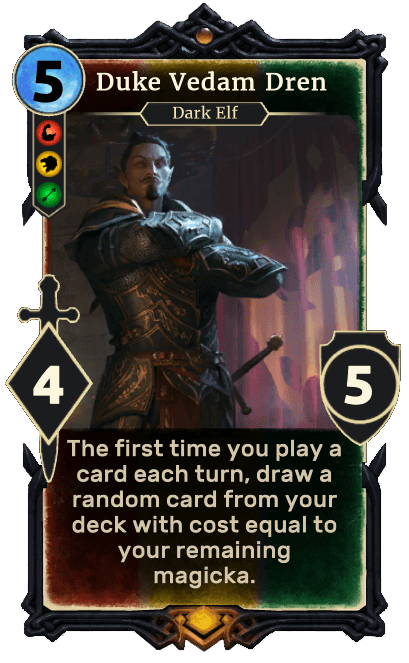 5
Duke Vedam Dren
Dark Elf
4
5
The first time you play a
card each turn, draw a
random card from your
deck with cost equal to
your remaining
magicka.